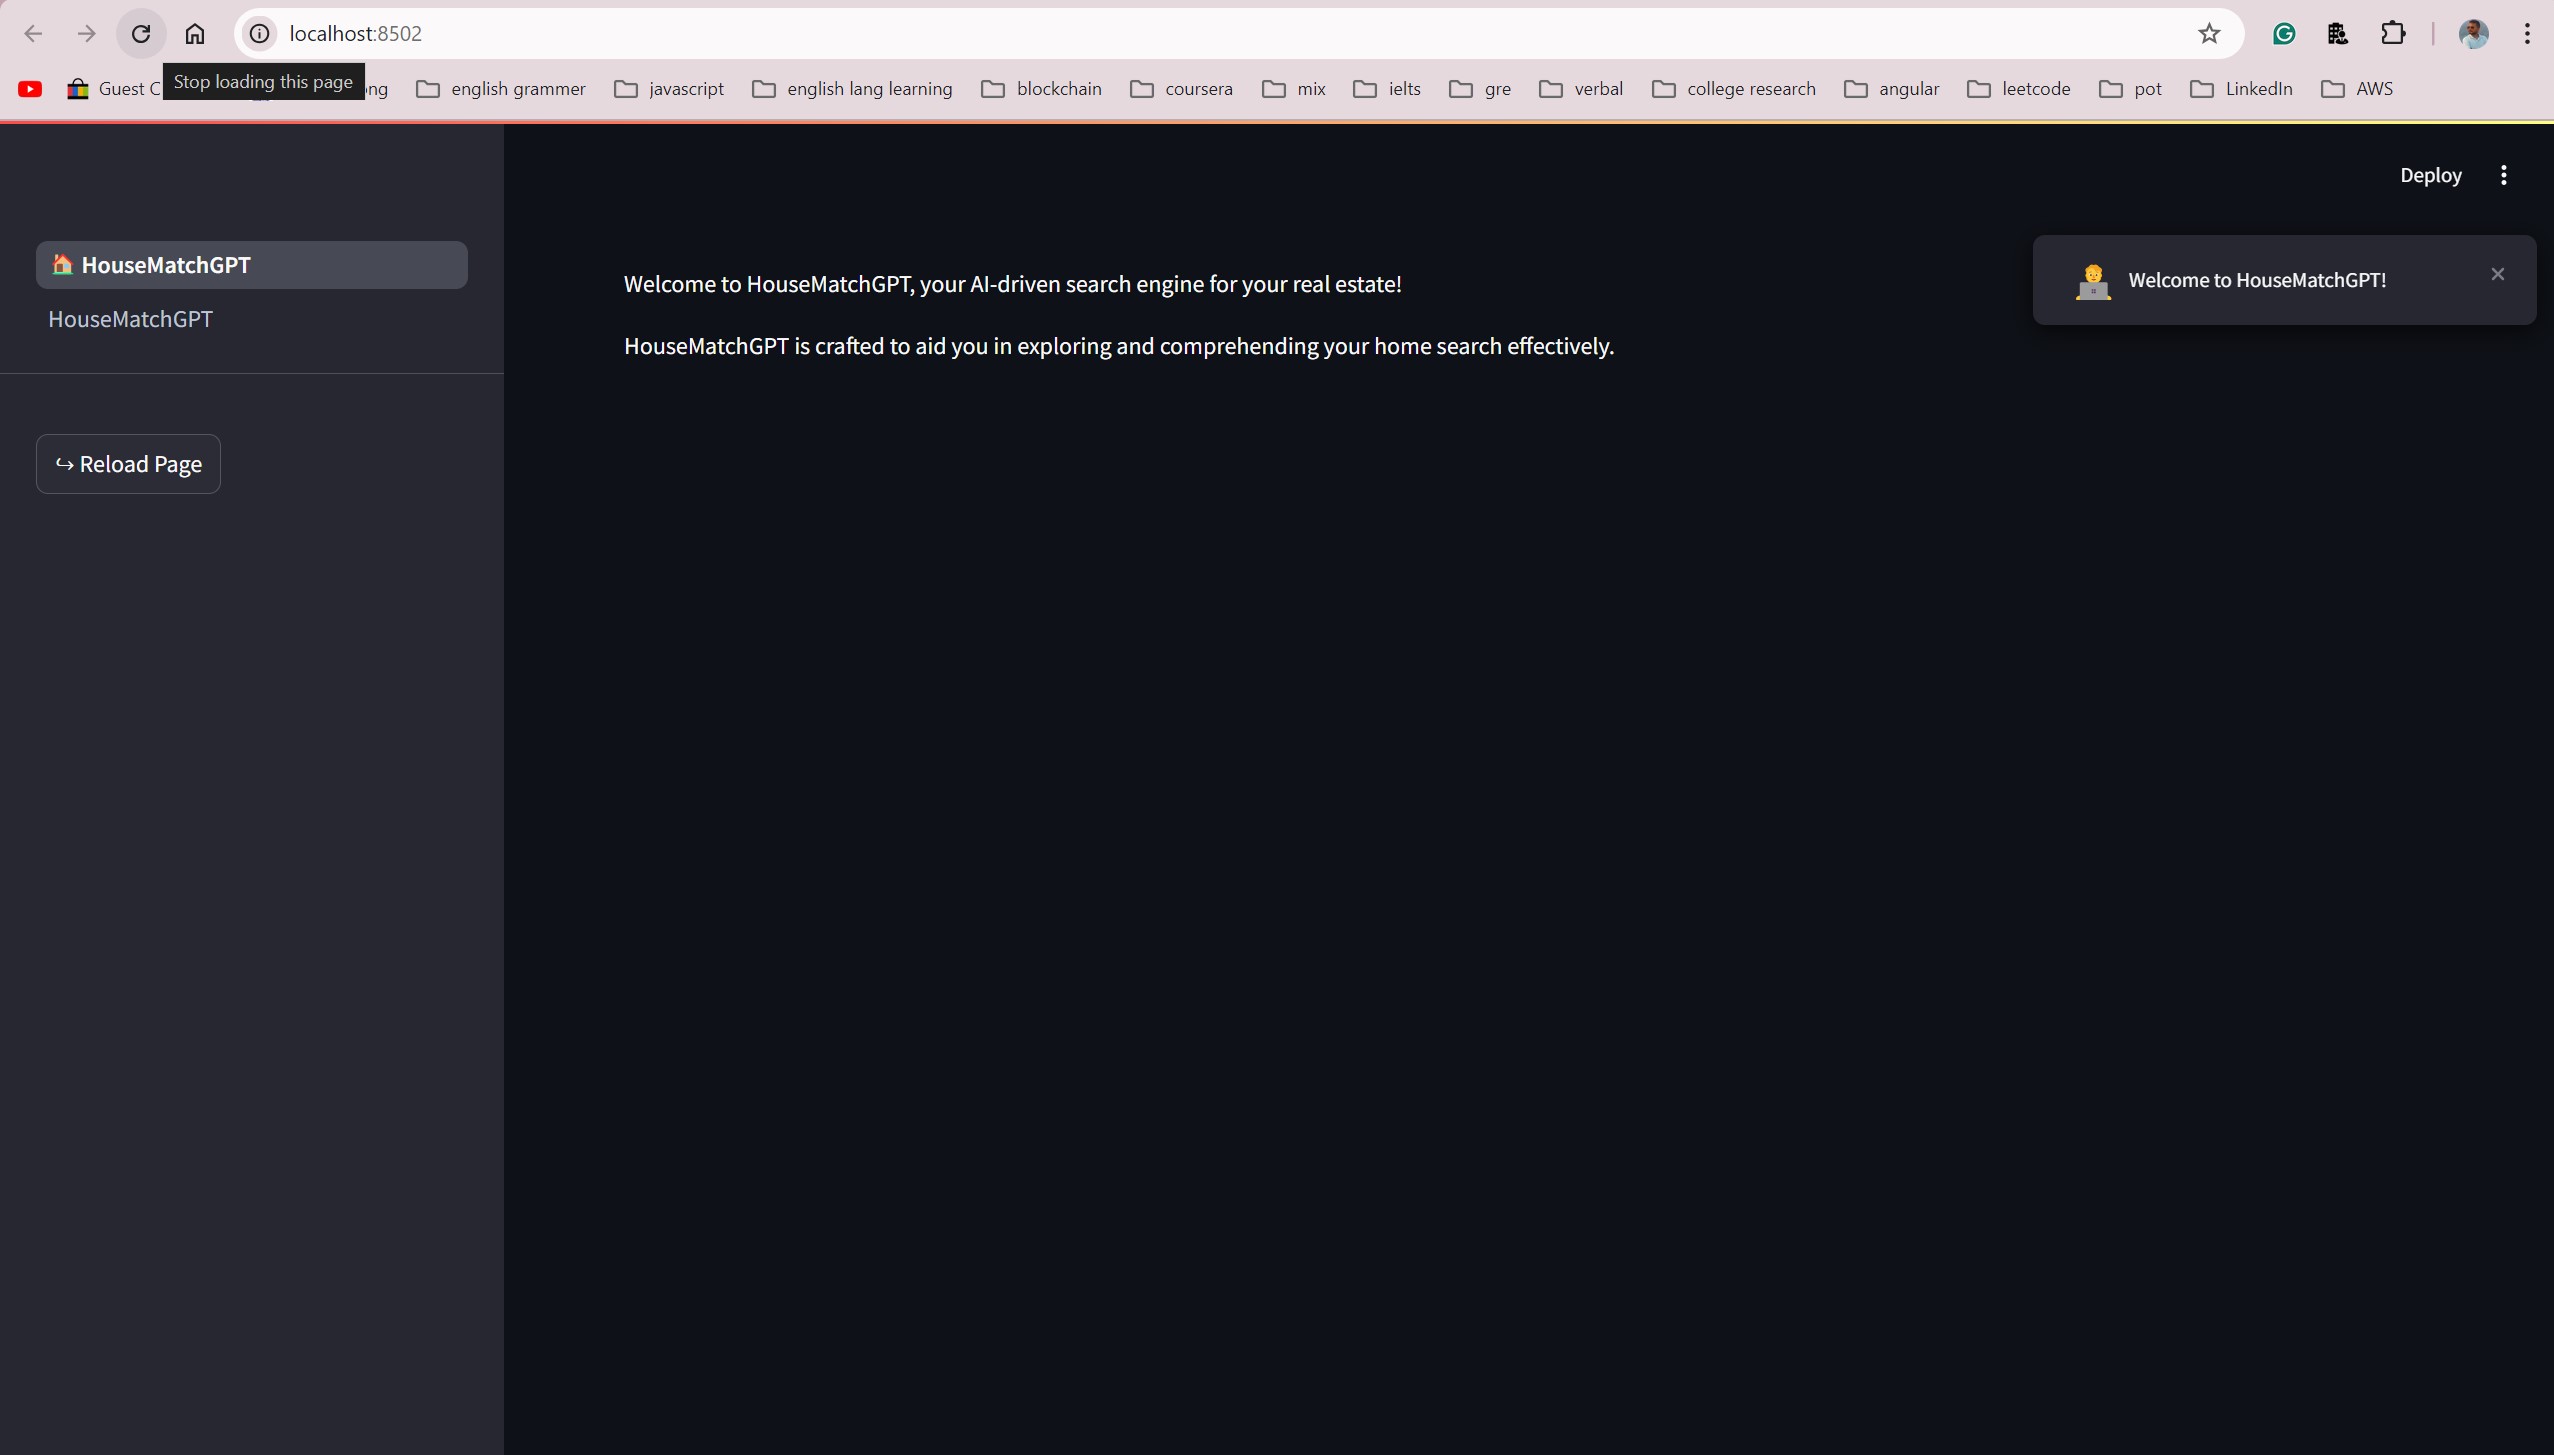 localhost:8502
Stop loading this page
Guest C
ng
english grammer
javascript
english lang learning
blockchain
coursera
mix
ielts
gre
verbal
college research
angular
leetcode
pot
LinkedIn
AWS
Deploy
HouseMatchGPT
HouseMatchGPT
Reload Page
Welcome to HouseMatchGPT, your AI-driven search engine for your real estate!
HouseMatchGPT is crafted to aid you in exploring and comprehending your home search effectively.
Welcome to HouseMatchGPT!